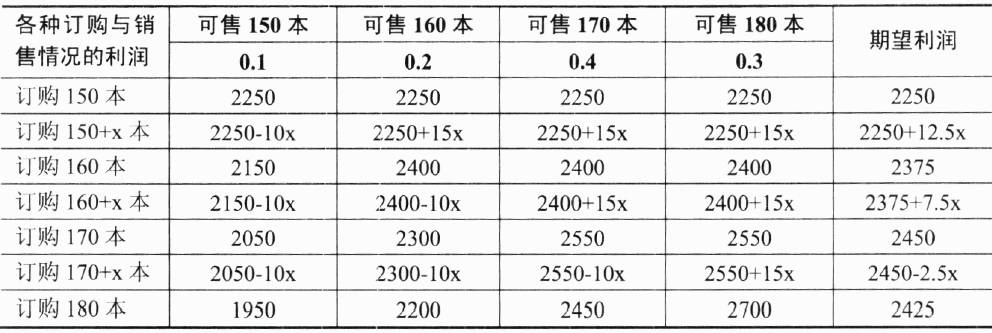 各种订购与销售情况的利润 可售 150 本 可售 160 本 可售 170 本 可售 180 本 期望利润
0.1 0.2 0.4 0.3
订购 150 本 2250 2250 2250 2250 2250
订购 150+x 本 2250-10x 2250+15x 2250+15x 2250+15x 2250+12.5x
订购 160 本 2150 2400 2400 2400 2375
订购 160+x 本 2150-10x 2400-10x 2400+15x 2400+15x 2375+7.5x
订购 170 本 2050 2300 2550 2550 2450
订购 170+x 本 2050-10x 2300-10x 2550-10x 2550+15x 2450-2.5x
订购 180 本 1950 2200 2450 2700 2425